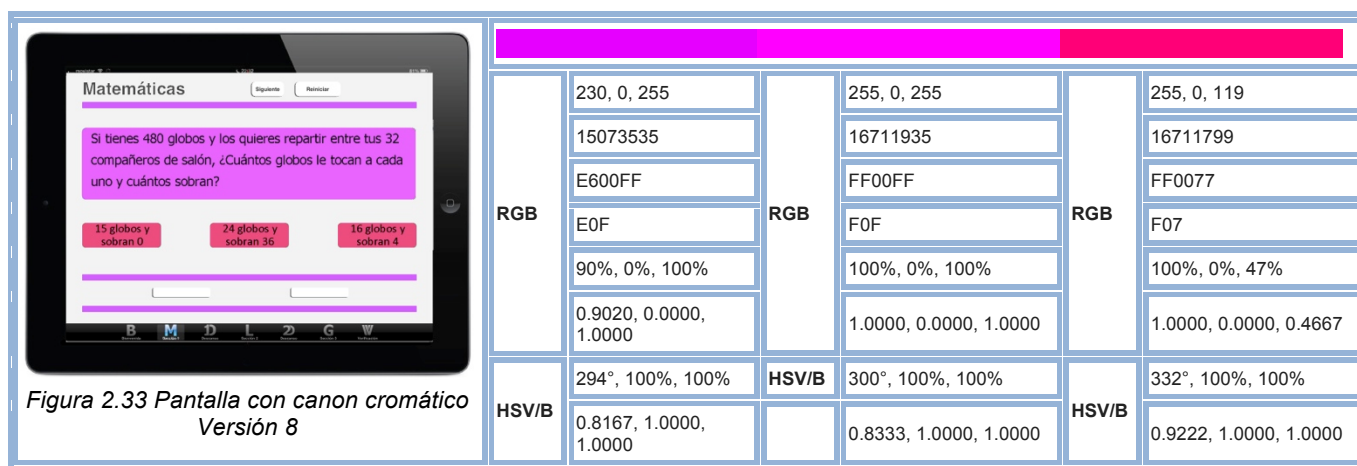 Matemáticas
Siguiente
Reiniciar
Si tienes 480 globos y los quieres repartir entre tus 32
compañeros de salón, ¿Cuántos globos le tocan a cada
uno y cuántos sobran?
15 globos y
sobran 0
24 globos y
sobran 36
16 globos y
sobran 4
B M D L D G W
Figura 2.33 Pantalla con canon cromático
Versión 8
RGB
230, 0, 255
15073535
E600FF
E0F
90%, 0%, 100%
0.9020, 0.0000,
1.0000
RGB
255, 0, 255
16711935
FF00FF
F0F
100%, 0%, 100%
1.0000, 0.0000, 1.0000
RGB
255, 0, 119
16711799
FF0077
F07
100%, 0%, 47%
1.0000, 0.0000, 0.4667
HSV/B
294°, 100%, 100%
0.8167, 1.0000,
1.0000
HSV/B
300°, 100%, 100%
0.8333, 1.0000, 1.0000
HSV/B
332°, 100%, 100%
0.9222, 1.0000, 1.0000